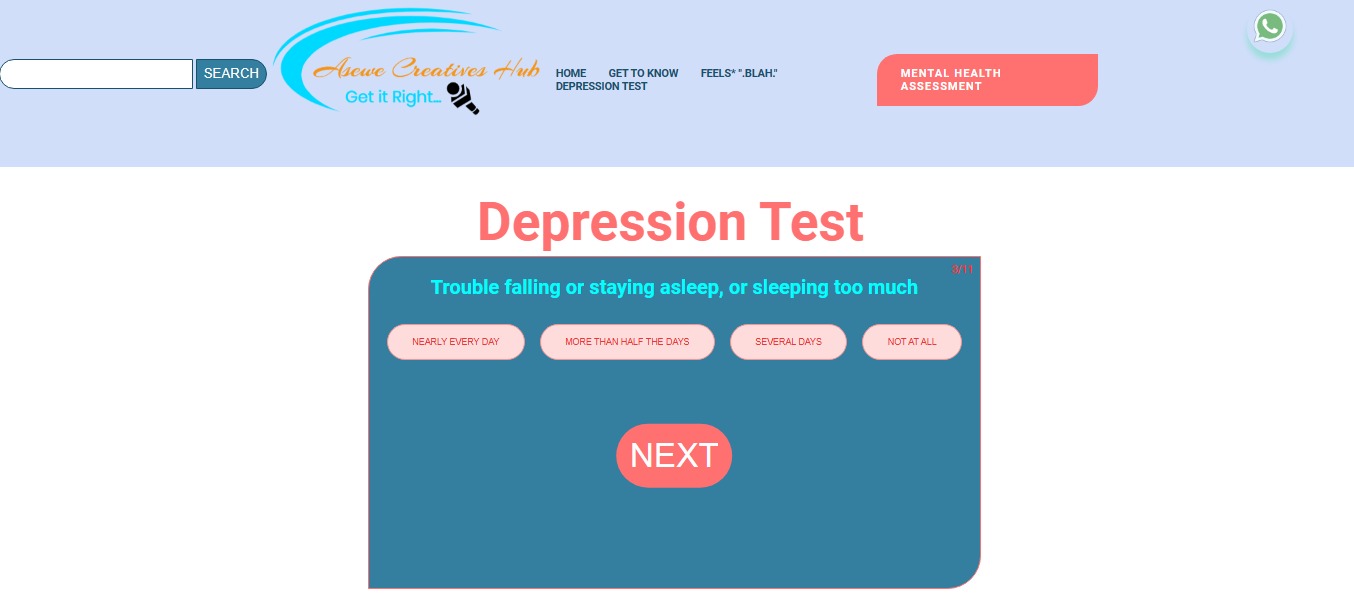 SEARCH
Asewe Creatives Hub
Get it Right...
HOME GET TO KNOW FEELS* ".BLAH."
DEPRESSION TEST
MENTAL HEALTH
ASSESSMENT
Depression Test
3/11
Trouble falling or staying asleep, or sleeping too much
NEARLY EVERY DAY MORE THAN HALF THE DAYS SEVERAL DAYS NOT AT ALL
NEXT